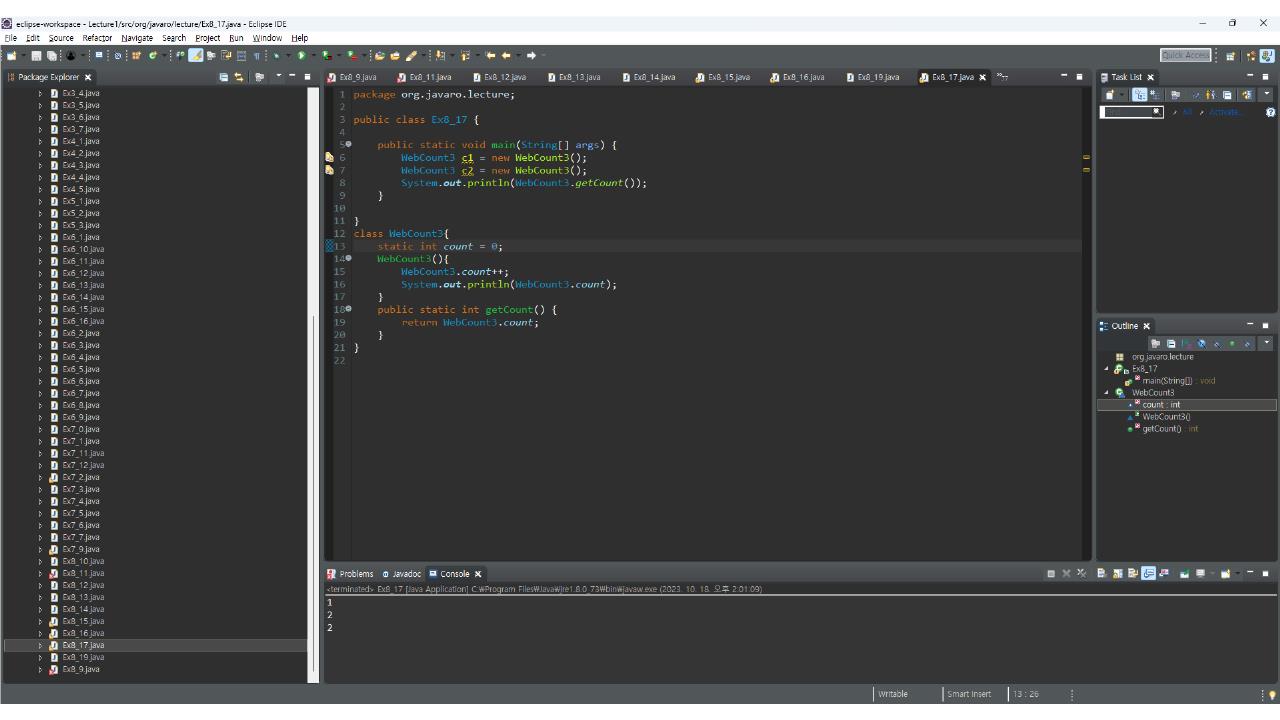 eclipse-workspace - Lecture1/src/org/javaro/lecture/Ex8_17.java - Eclipse IDE
File Edit Source Refactor Navigate Search Project Run Window Help
Quick Access
Package Explorer
Ex3_4.java
Ex3_5.java
Ex3_6.java
Ex3_7.java
Ex4_1.java
Ex4_2.java
Ex4_3.java
Ex4_4.java
Ex4_5.java
Ex5_1.java
Ex5_2.java
Ex5_3.java
Ex6_1.java
Ex6_10.java
Ex6_11.java
Ex6_12.java
Ex6_13.java
Ex6_14.java
Ex6_15.java
Ex6_16.java
Ex6_2.java
Ex6_3.java
Ex6_4.java
Ex6_5.java
Ex6_6.java
Ex6_7.java
Ex6_8.java
Ex6_9.java
Ex7_0.java
Ex7_1.java
Ex7_11.java
Ex7_12.java
Ex7_2.java
Ex7_3.java
Ex7_4.java
Ex7_5.java
Ex7_6.java
Ex7_7.java
Ex7_9.java
Ex8_10.java
Ex8_11.java
Ex8_12.java
Ex8_13.java
Ex8_14.java
Ex8_15.java
Ex8_16.java
Ex8_17.java
Ex8_19.java
Ex8_9.java
Ex8_9.java Ex8_11.java Ex8_12.java Ex8_13.java Ex8_14.java Ex8_15.java Ex8_16.java Ex8_19.java Ex8_17.java
1 package org.javaro.lecture;
2
3 public class Ex8_17 {
4
5 public static void main(String[] args) {
6 WebCount3 c1 = new WebCount3();
7 WebCount3 c2 = new WebCount3();
8 System.out.println(WebCount3.getCount());
9 }
10
11 }
12 class WebCount3{
13 static int count = 0;
14 WebCount3(){
15 WebCount3.count++;
16 System.out.println(WebCount3.count);
17 }
18 public static int getCount() {
19 return WebCount3.count;
20 }
21 }
22
Task List
All Activate...
Outline
org.javaro.lecture
Ex8_17
main(String[]) : void
WebCount3
count : int
WebCount3()
getCount() : int
Problems Javadoc Console
<terminated> Ex8_17 [Java Application] C:₩Program Files₩Java₩jre1.8.0_73₩bin₩javaw.exe (2023. 10. 18. 오후 2:01:09)
1
2
2
Writable Smart Insert 13 : 26